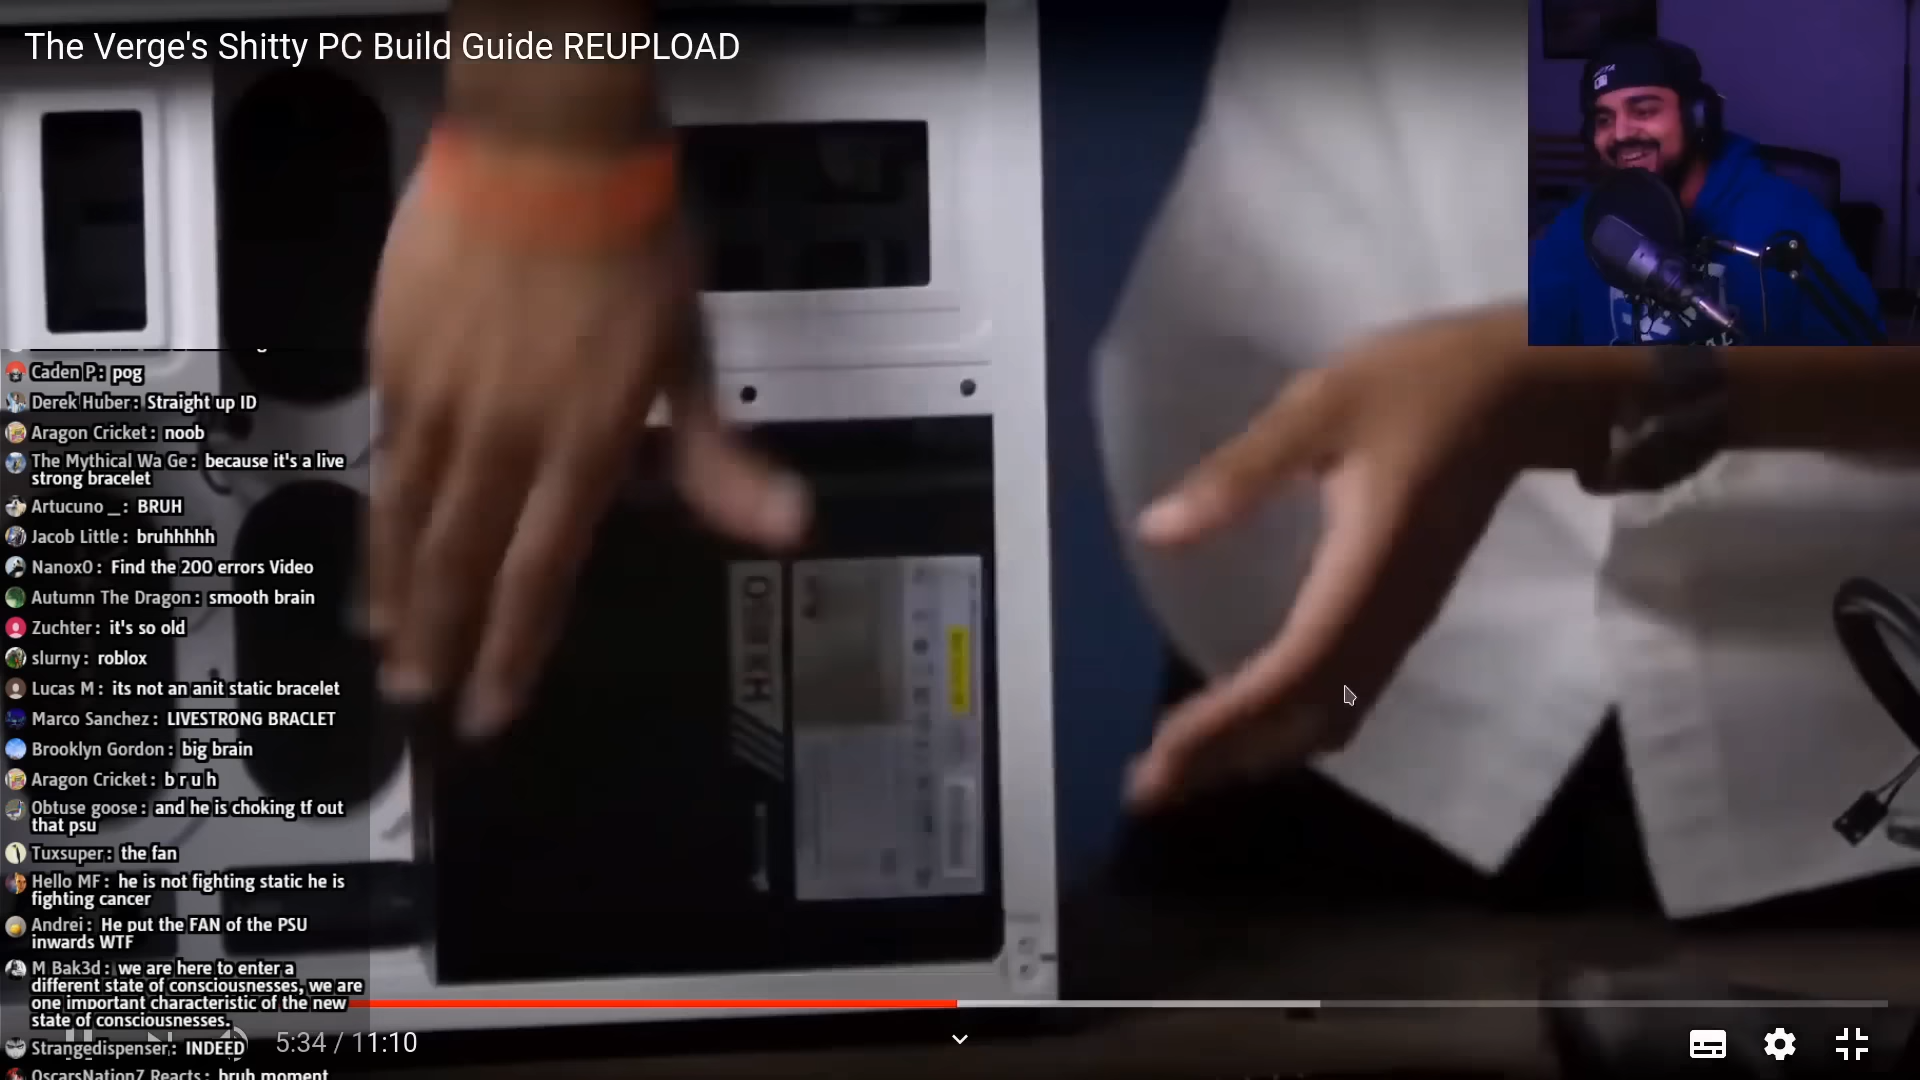 The Verge's Shitty PC Build Guide REUPLOAD
Caden P: pog
Derek Huber: Straight up ID
Aragon Cricket: noob
The Mythical Wa Ge: because it's a live
strong bracelet
Artucuno _: BRUH
Jacob Little: bruhhhhh
Nanox0: Find the 200 errors Video
Autumn The Dragon: smooth brain
Zuchter: it's so old
slurny: roblox
Lucas M: its not an anit static bracelet
Marco Sanchez: LIVESTRONG BRACLET
Brooklyn Gordon: big brain
Aragon Cricket: b r u h
Obtuse goose: and he is choking tf out
that psu
Tuxsuper: the fan
Hello MF: he is not fighting static he is
fighting cancer
Andrei: He put the FAN of the PSU
inwards WTF
M Bak3d: we are here to enter a
different state of consciousnesses, we are
one important characteristic of the new
state of consciousnesses.
Strangedispenser: INDEED
OscarsNationZ Reacts: bruh moment
5:34 / 11:10